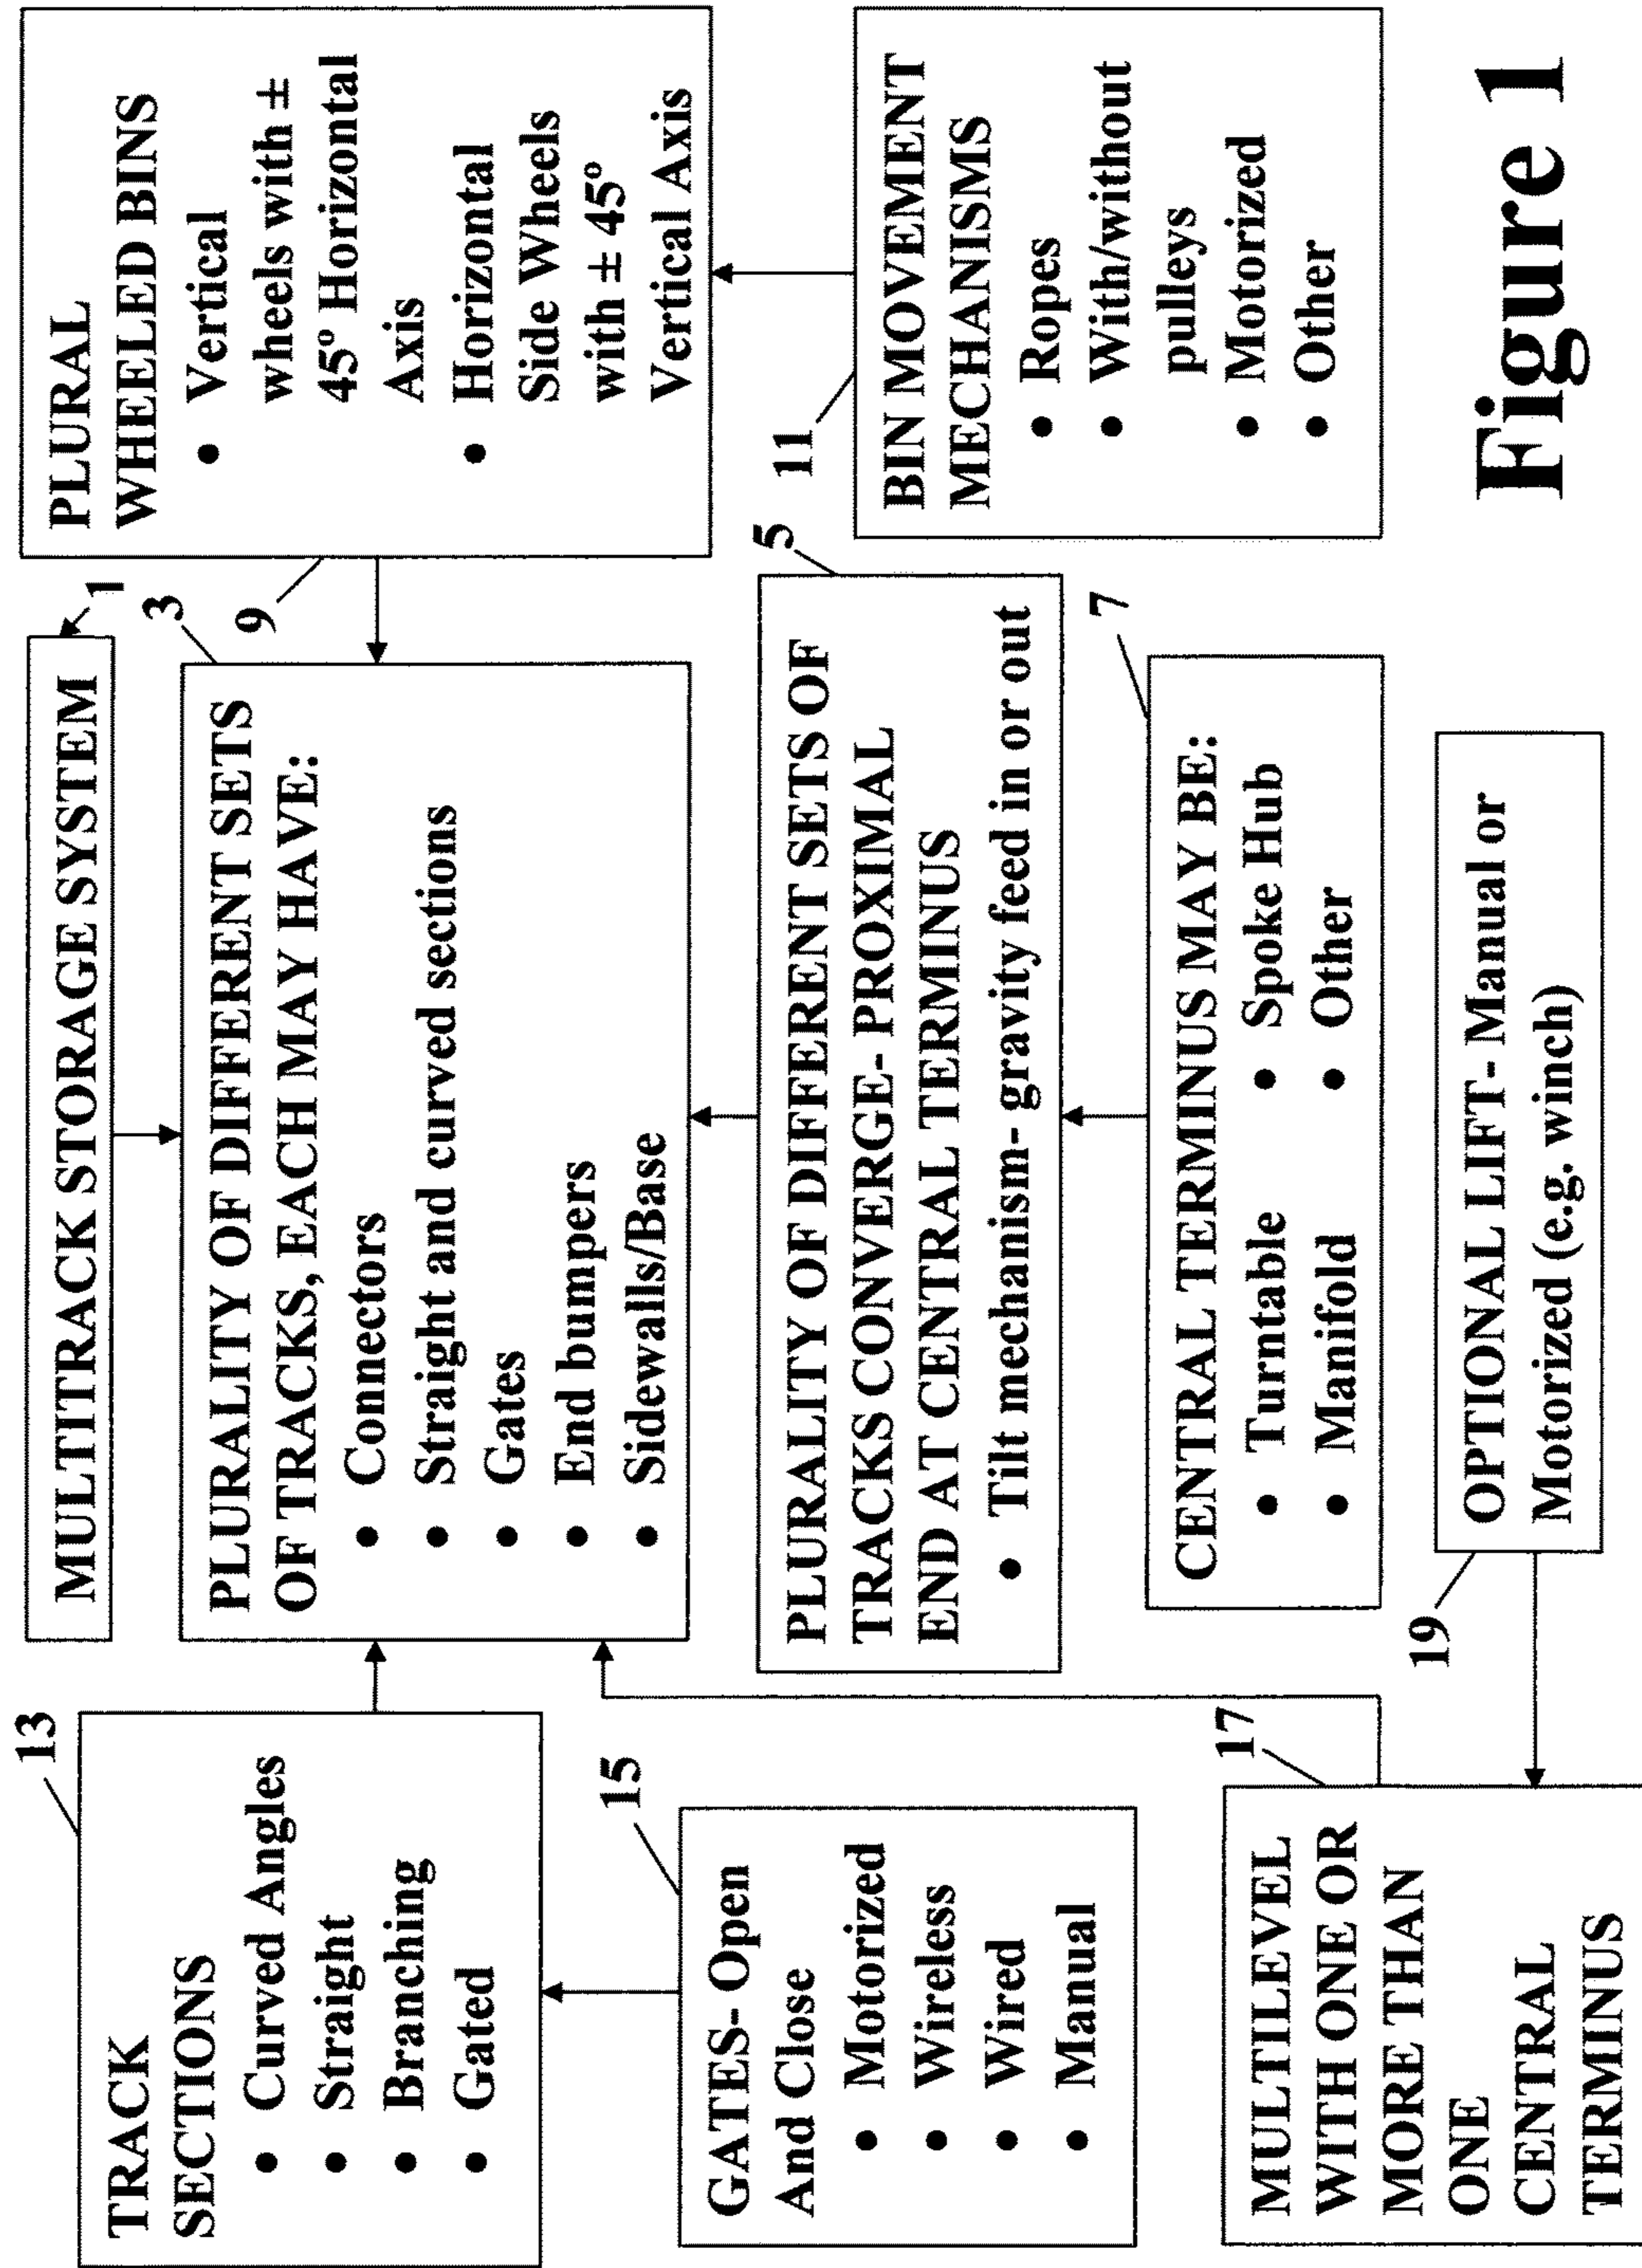 MULTITRACK STORAGE SYSTEM
1
3
PLURALITY OF DIFFERENT SETS
OF TRACKS, EACH MAY HAVE:
• Connectors
• Straight and curved sections
• Gates
• End bumpers
• Sidewalls/Base
13
TRACK
SECTIONS
• Curved Angles
• Straight
• Branching
• Gated
15
GATES- Open
And Close
• Motorized
• Wireless
• Wired
• Manual
17
MULTILEVEL
WITH ONE OR
MORE THAN
ONE
CENTRAL
TERMINUS
5
PLURALITY OF DIFFERENT SETS OF
TRACKS CONVERGE- PROXIMAL
END AT CENTRAL TERMINUS
• Tilt mechanism- gravity feed in or out
7
CENTRAL TERMINUS MAY BE:
• Turntable • Spoke Hub
• Manifold • Other
19
OPTIONAL LIFT- Manual or
Motorized (e.g. winch)
9
PLURAL
WHEELED BINS
• Vertical
wheels with ±
45º Horizontal
Axis
• Horizontal
Side Wheels
with ± 45º
Vertical Axis
11
BIN MOVEMENT
MECHANISMS
• Ropes
• With/without
pulleys
• Motorized
• Other
Figure 1